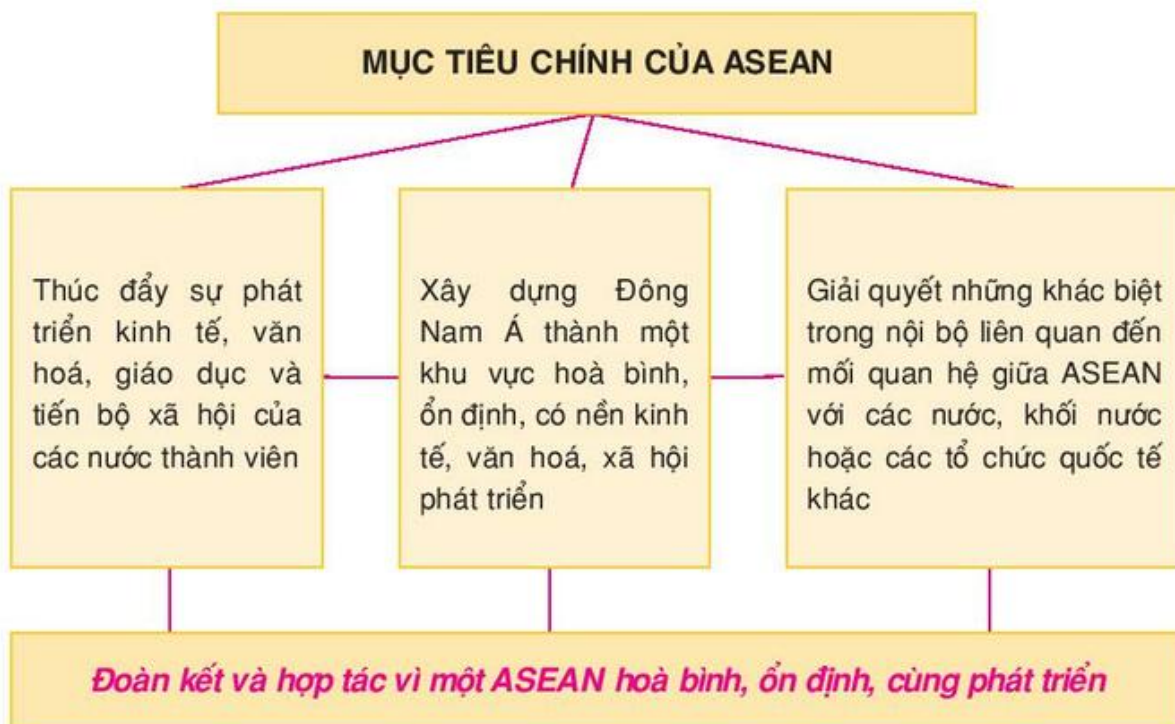 MỤC TIÊU CHÍNH CỦA ASEAN
Thúc đẩy sự phát
triển kinh tế, văn
hoá, giáo dục và
tiến bộ xã hội của
các nước thành viên
Xây dựng Đông
Nam Á thành một
khu vực hoà bình,
ổn định, có nền kinh
tế, văn hoá, xã hội
phát triển
Giải quyết những khác biệt
trong nội bộ liên quan đến
mối quan hệ giữa ASEAN
với các nước, khối nước
hoặc các tổ chức quốc tế
khác
Đoàn kết và hợp tác vì một ASEAN hoà bình, ổn định, cùng phát triển